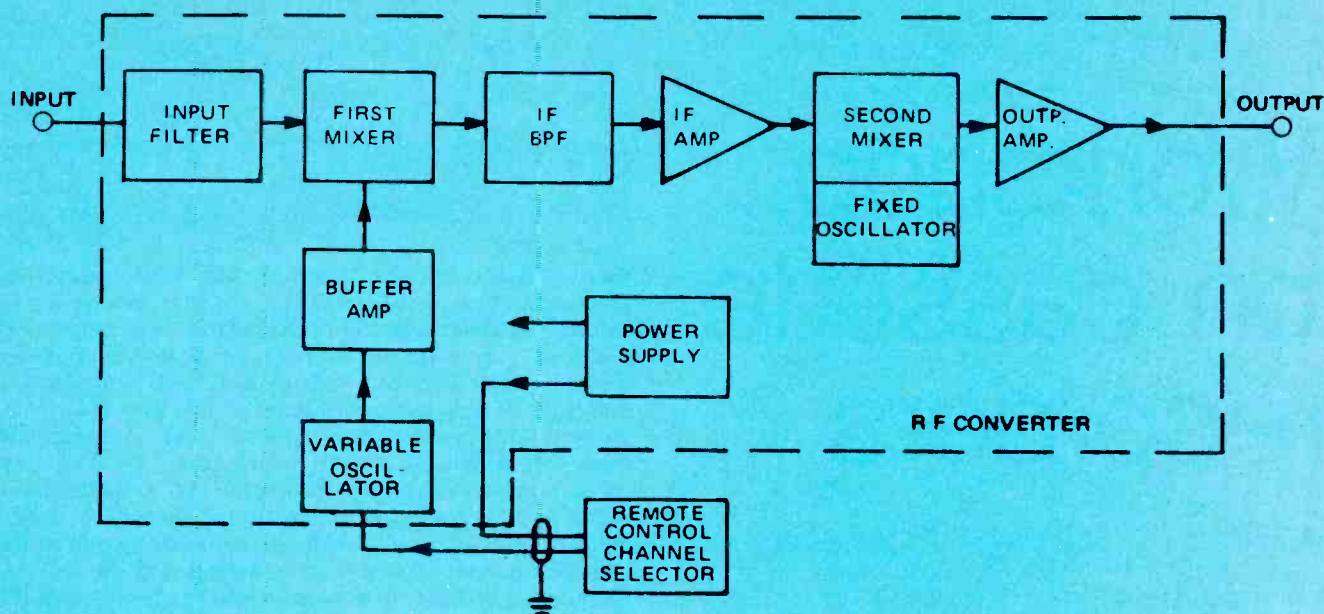 INPUT
INPUT
FILTER
FIRST
MIXER
IF
BPF
IF
AMP
SECOND
MIXER
FIXED
OSCILLATOR
OUTP.
AMP.
OUTPUT
BUFFER
AMP
POWER
SUPPLY
VARIABLE
OSCIL-
LATOR
RF CONVERTER
REMOTE
CONTROL
CHANNEL
SELECTOR